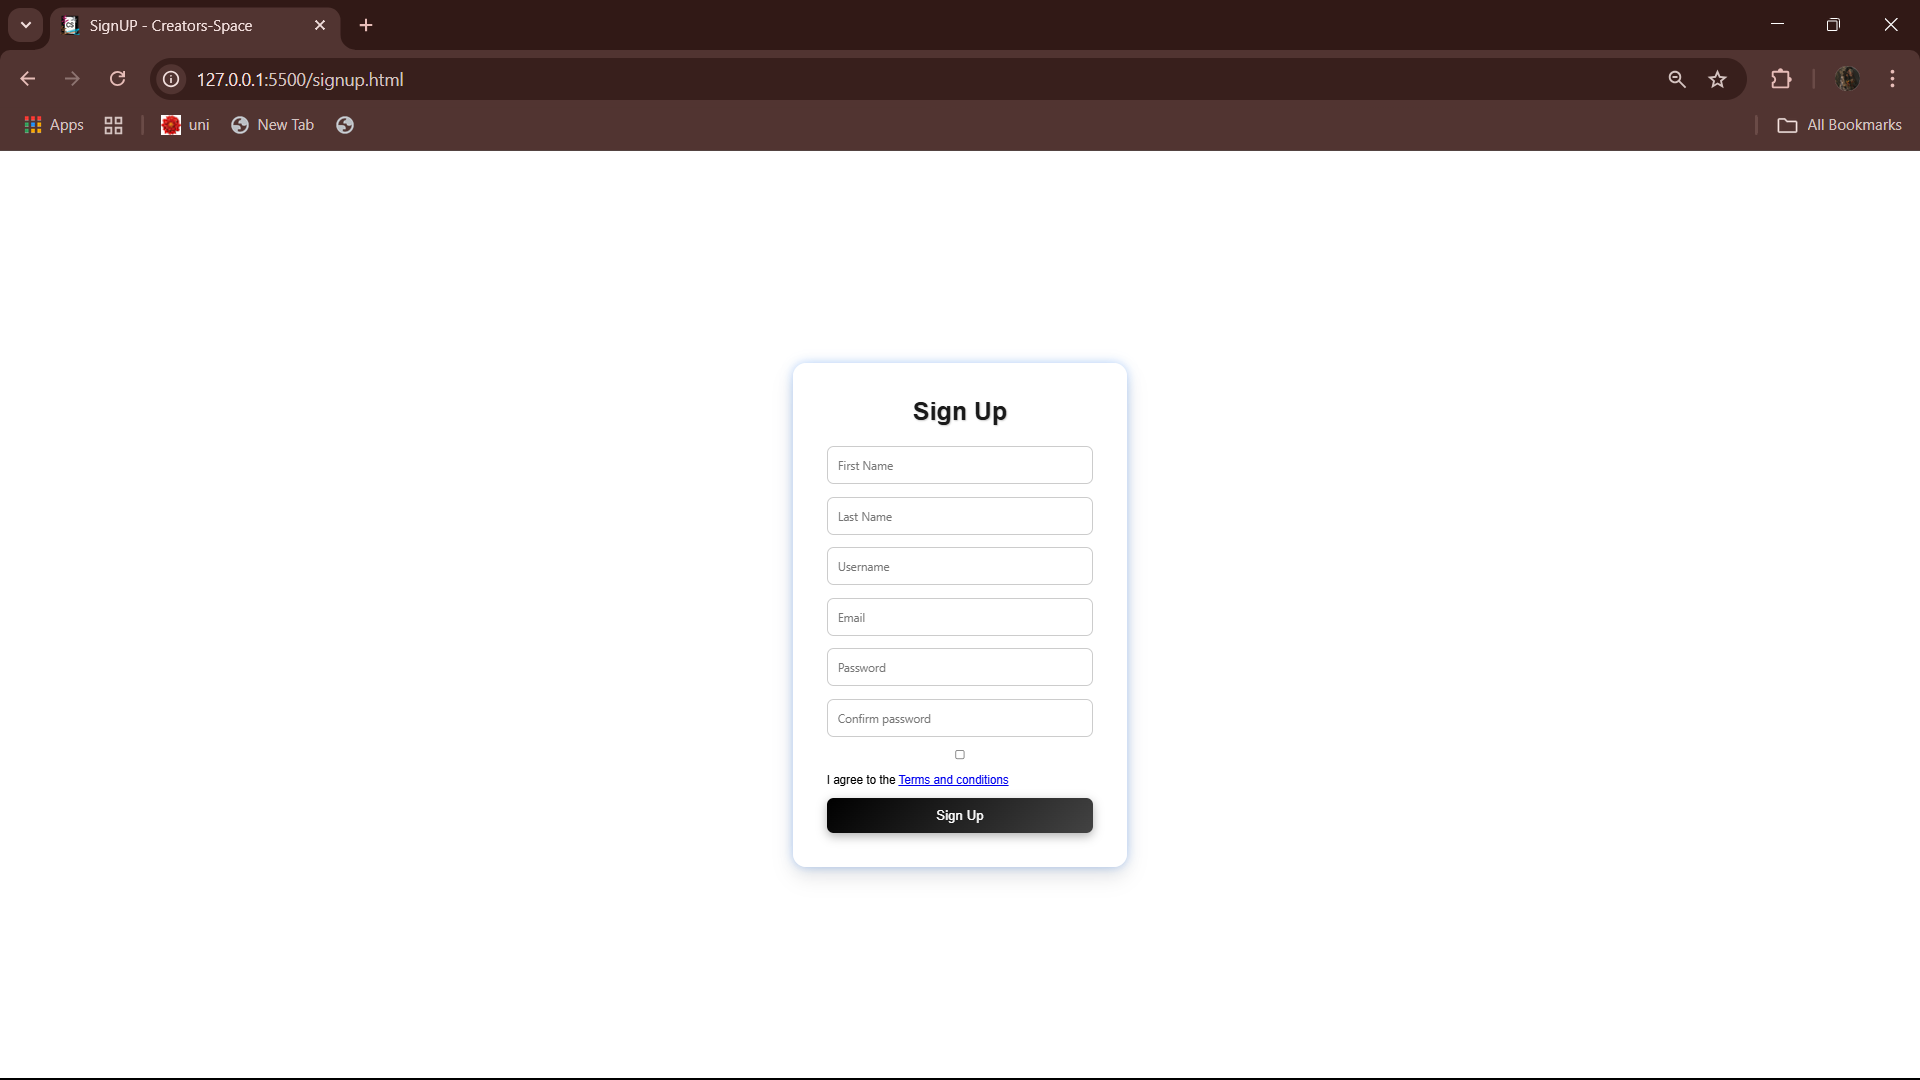 SignUP - Creators-Space
127.0.0.1:5500/signup.html
Apps uni New Tab All Bookmarks
Sign Up
First Name
Last Name
Username
Email
Password
Confirm password
I agree to the Terms and conditions
Sign Up